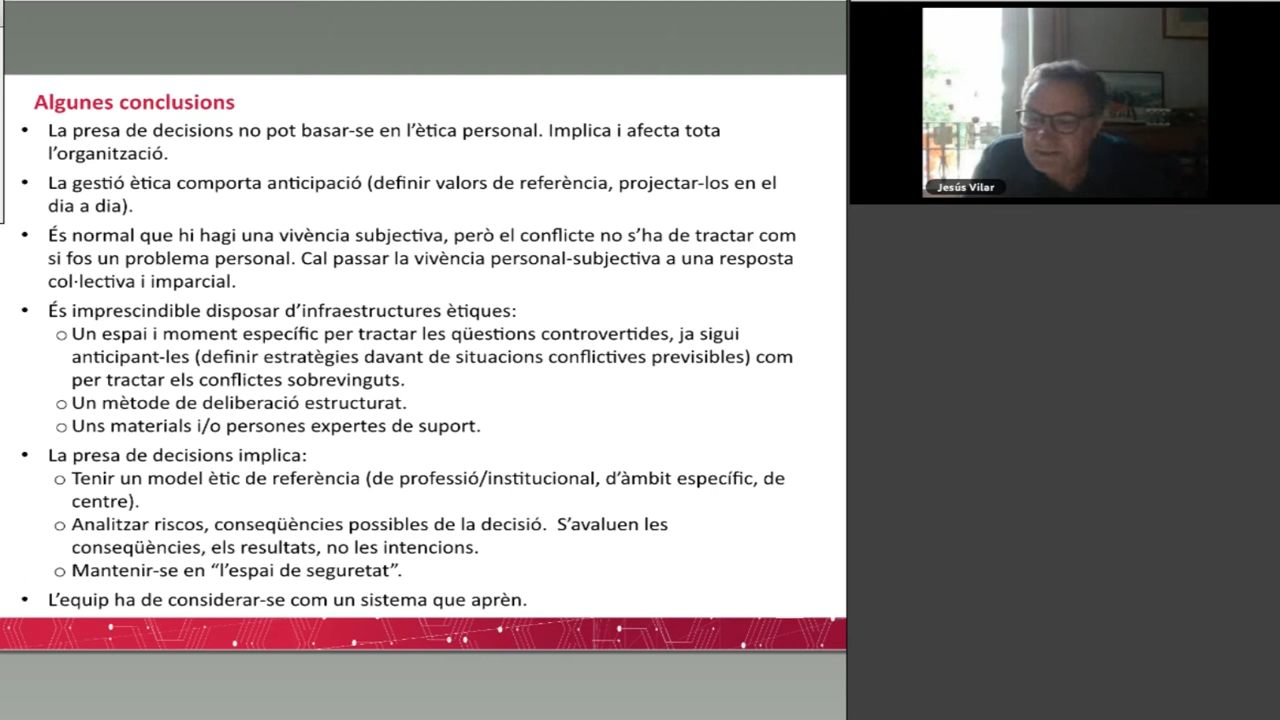 Algunes conclusions
• La presa de decisions no pot basar-se en l'ètica personal. Implica i afecta tota
l'organització.
• La gestió ètica comporta anticipació (definir valors de referència, projectar-los en el
dia a dia).
• És normal que hi hagi una vivència subjectiva, però el conflicte no s'ha de tractar com
si fos un problema personal. Cal passar la vivència personal-subjectiva a una resposta
col·lectiva i imparcial.
• És imprescindible disposar d'infraestructures ètiques:
o Un espai i moment específic per tractar les qüestions controvertides, ja sigui
anticipant-les (definir estratègies davant de situacions conflictives previsibles) com
per tractar els conflictes sobrevinguts.
o Un mètode de deliberació estructurat.
o Uns materials i/o persones expertes de suport.
• La presa de decisions implica:
o Tenir un model ètic de referència (de professió/institucional, d'àmbit específic, de
centre).
o Analitzar riscos, conseqüències possibles de la decisió.  S'avaluen les
conseqüències, els resultats, no les intencions.
o Mantenir-se en "l'espai de seguretat".
• L'equip ha de considerar-se com un sistema que aprèn.
Jesús Vilar